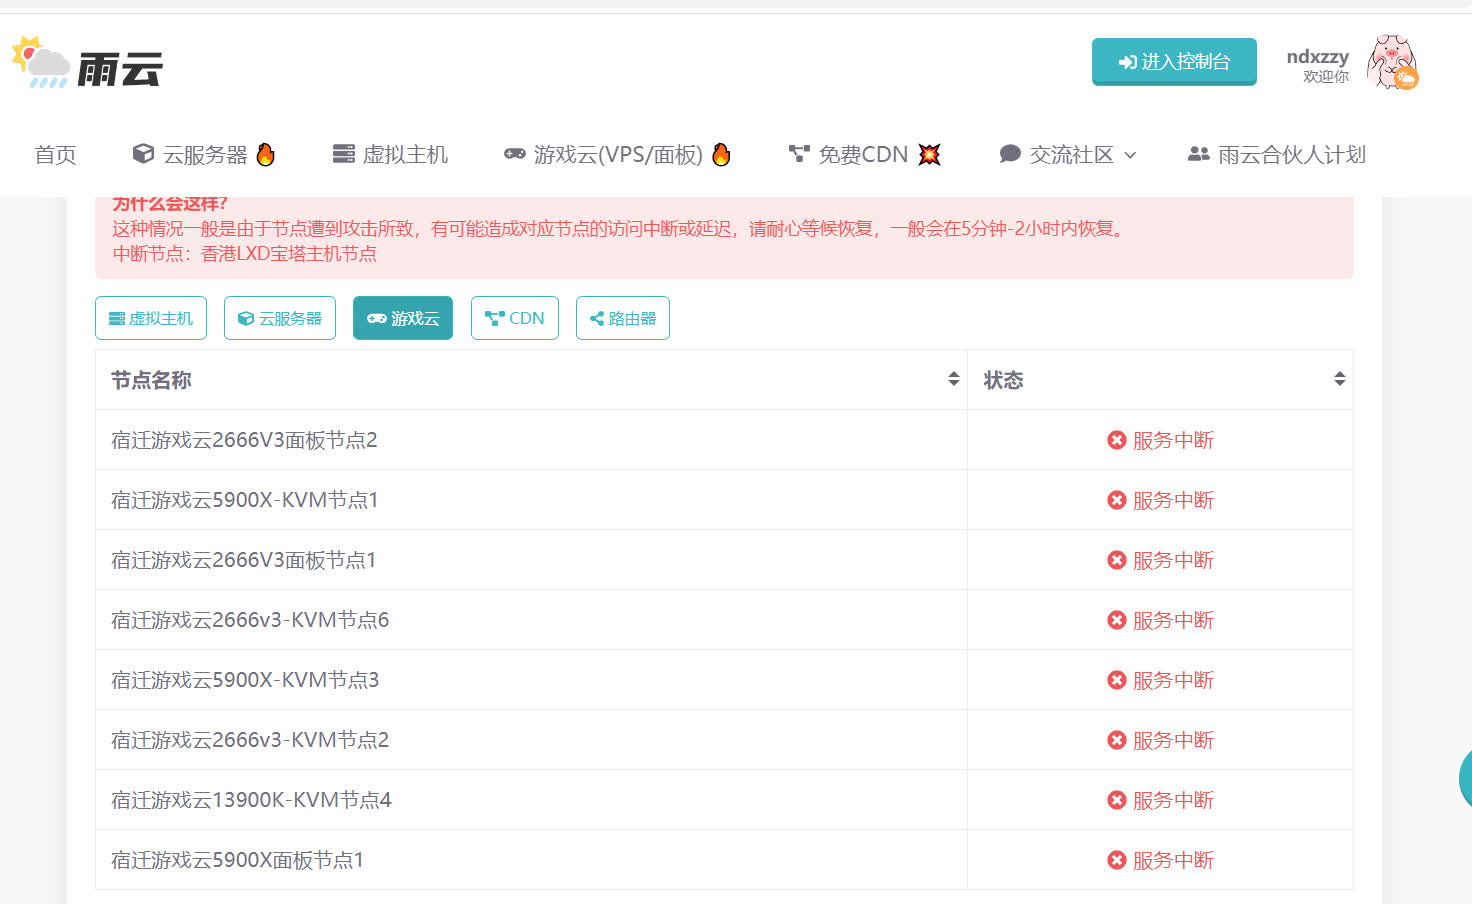 雨云
进入控制台
ndxzzy
欢迎你
首页
云服务器
虚拟主机
游戏云(VPS/面板)
免费CDN
交流社区
雨云合伙人计划
为什么会这样?
这种情况一般是由于节点遭到攻击所致，有可能造成对应节点的访问中断或延迟，请耐心等候恢复，一般会在5分钟-2小时内恢复。
中断节点：香港LXD宝塔主机节点
虚拟主机
云服务器
游戏云
CDN
路由器
节点名称 状态
宿迁游戏云2666V3面板节点2 服务中断
宿迁游戏云5900X-KVM节点1 服务中断
宿迁游戏云2666V3面板节点1 服务中断
宿迁游戏云2666v3-KVM节点6 服务中断
宿迁游戏云5900X-KVM节点3 服务中断
宿迁游戏云2666v3-KVM节点2 服务中断
宿迁游戏云13900K-KVM节点4 服务中断
宿迁游戏云5900X面板节点1 服务中断